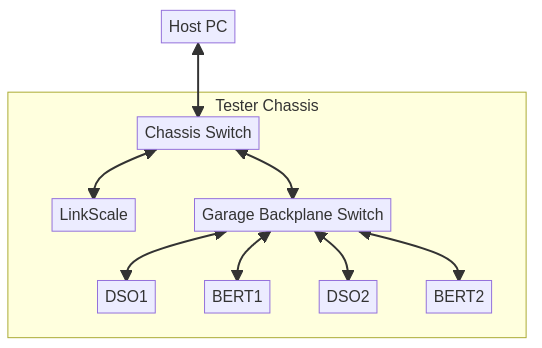 Host PC
Tester Chassis
Chassis Switch
LinkScale
Garage Backplane Switch
DSO1
BERT1
DSO2
BERT2